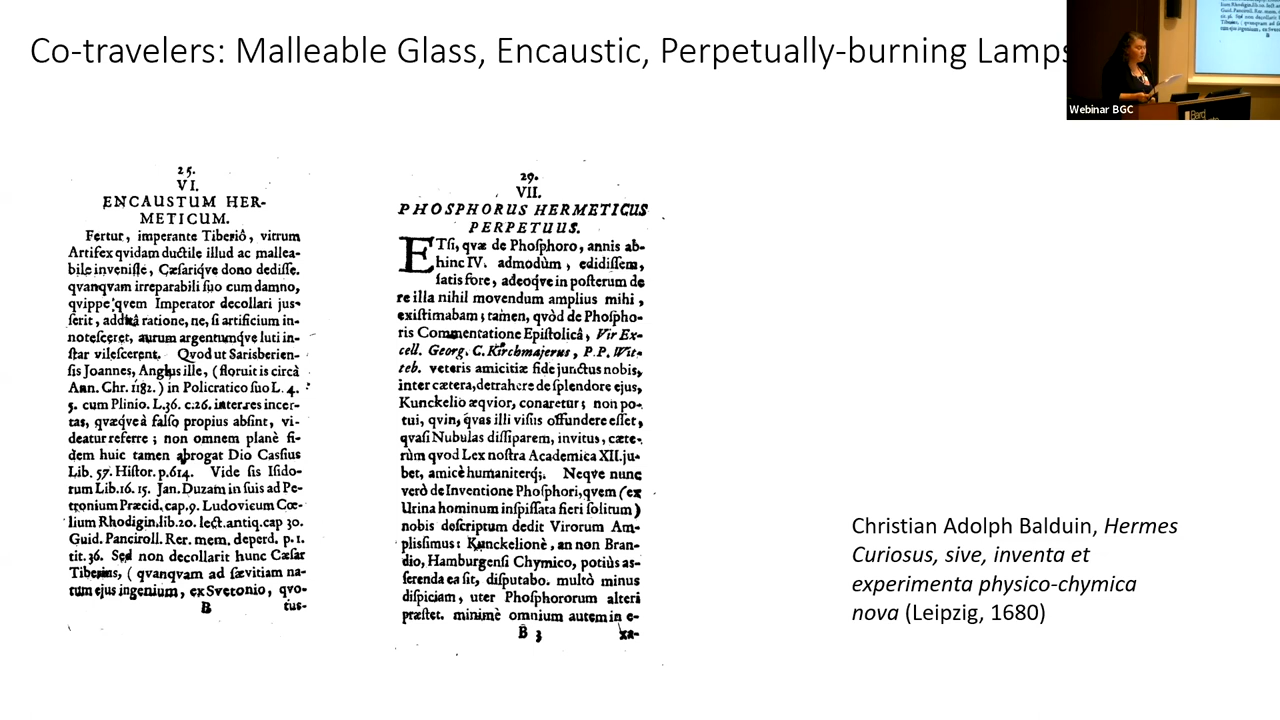 Co-travelers: Malleable Glass, Encaustic, Perpetually-burning Lamps
Webinar BGC
25.
VI.
ENCAUSTUM HER-
METICUM.
Fertur, imperante Tiberiô, vitrum
Artifex qvidam ductile illud ac mallea-
bile inveniſſe, Cæſariqve dono dediſſe.
qvanqvam irreparabili ſuo cum damno,
qvippe qvem Imperator decollari jus-
ſerit, additâ ratione, ne, ſi artificium in-
noteſceret, aurum argentumqve luti in-
ſtar vileſcerent. Qvod ut Sarisberien-
ſis Joannes, Anglus ille, (floruit is circà
Ann. Chr. 1182.) in Policratico ſuo L. 4.
5. cum Plinio. L.36. c.26. inter res incer-
tas, qvæqve à falſo propius abſint, vi-
deatur referre; non omnem planè fi-
dem huic tamen abrogat Dio Caſſius
Lib. 57. Hiſtor. p.614. Vide ſis Iſido-
rum Lib.16. 15. Jan. Duzam in ſuis ad Pe-
tronium Præcid. cap.9. Ludovicum Cœ-
lium Rhodigin.lib.20. lect.antiq.cap 30.
Guid. Panciroll. Rer. mem. deperd. p.1.
tit.36. Sed non decollarit hunc Cæſar
Tiberius, (qvanqvam ad ſævitiam na-
tum ejus ingenium, ex Svetonio, qvo-
B tius-
29.
VII.
PHOSPHORUS HERMETICUS
PERPETUUS.
ETſi, qvæ de Phoſphoro, annis ab-
hinc IV. admodùm, edidiſſem,
ſatis fore, adeoqve in poſterum de
re illa nihil movendum amplius mihi,
exiſtimabam; tamen, qvòd de Phoſpho-
ris Commentatione Epiſtolicâ, Vir Ex-
cell. Georg. C. Kirchmajerus, P.P. Wit-
teb. veteris amicitiæ fide junctus nobis,
inter cætera, detrahere de ſplendore ejus,
Kunckelio æqvior, conaretur; non po-
tui, qvin, qvas illi viſus offundere eſſet,
qvaſi Nubulas diſſiparem, invitus, cæte-
rùm qvod Lex noſtra Academica XII. ju-
bet, amicè humaniterq;. Neqve nunc
verò de Inventione Phoſphori, qvem (ex
Urina hominum inſpiſſata fieri ſolitum)
nobis deſcriptum dedit Virorum Am-
pliſſimus Kunckelionè, an non Bran-
dio, Hamburgenſi Chymico, potiùs as-
ſerenda ea ſit, diſputabo. multò minus
diſpiciam, uter Phoſphororum alteri
præſtet. minimè omnium autem in e-
B 3 xa-
Christian Adolph Balduin, Hermes
Curiosus, sive, inventa et
experimenta physico-chymica
nova (Leipzig, 1680)